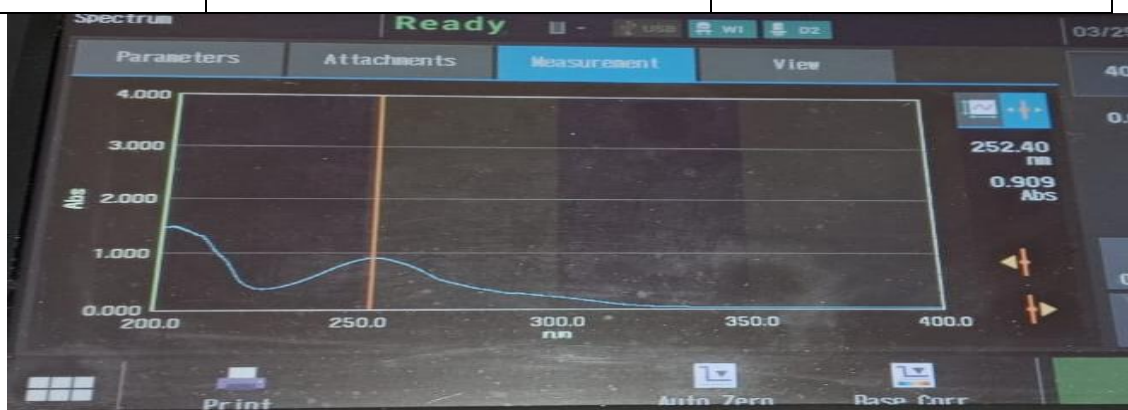 Spectrum Ready USB WI D2 03/25
Parameters Attachments Measurement View
4.000
3.000
2.000
1.000
0.000
Abs
200.0 250.0 300.0 350.0 400.0
nm
252.40
nm
0.909
Abs
40
0.
Print Auto Zero Base Corr